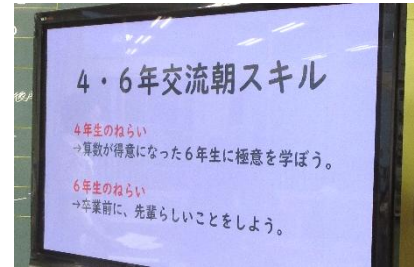 4・6年交流朝スキル
4年生のねらい
→算数が得意になった6年生に極意を学ぼう。
6年生のねらい
→卒業前に、先輩らしいことをしよう。